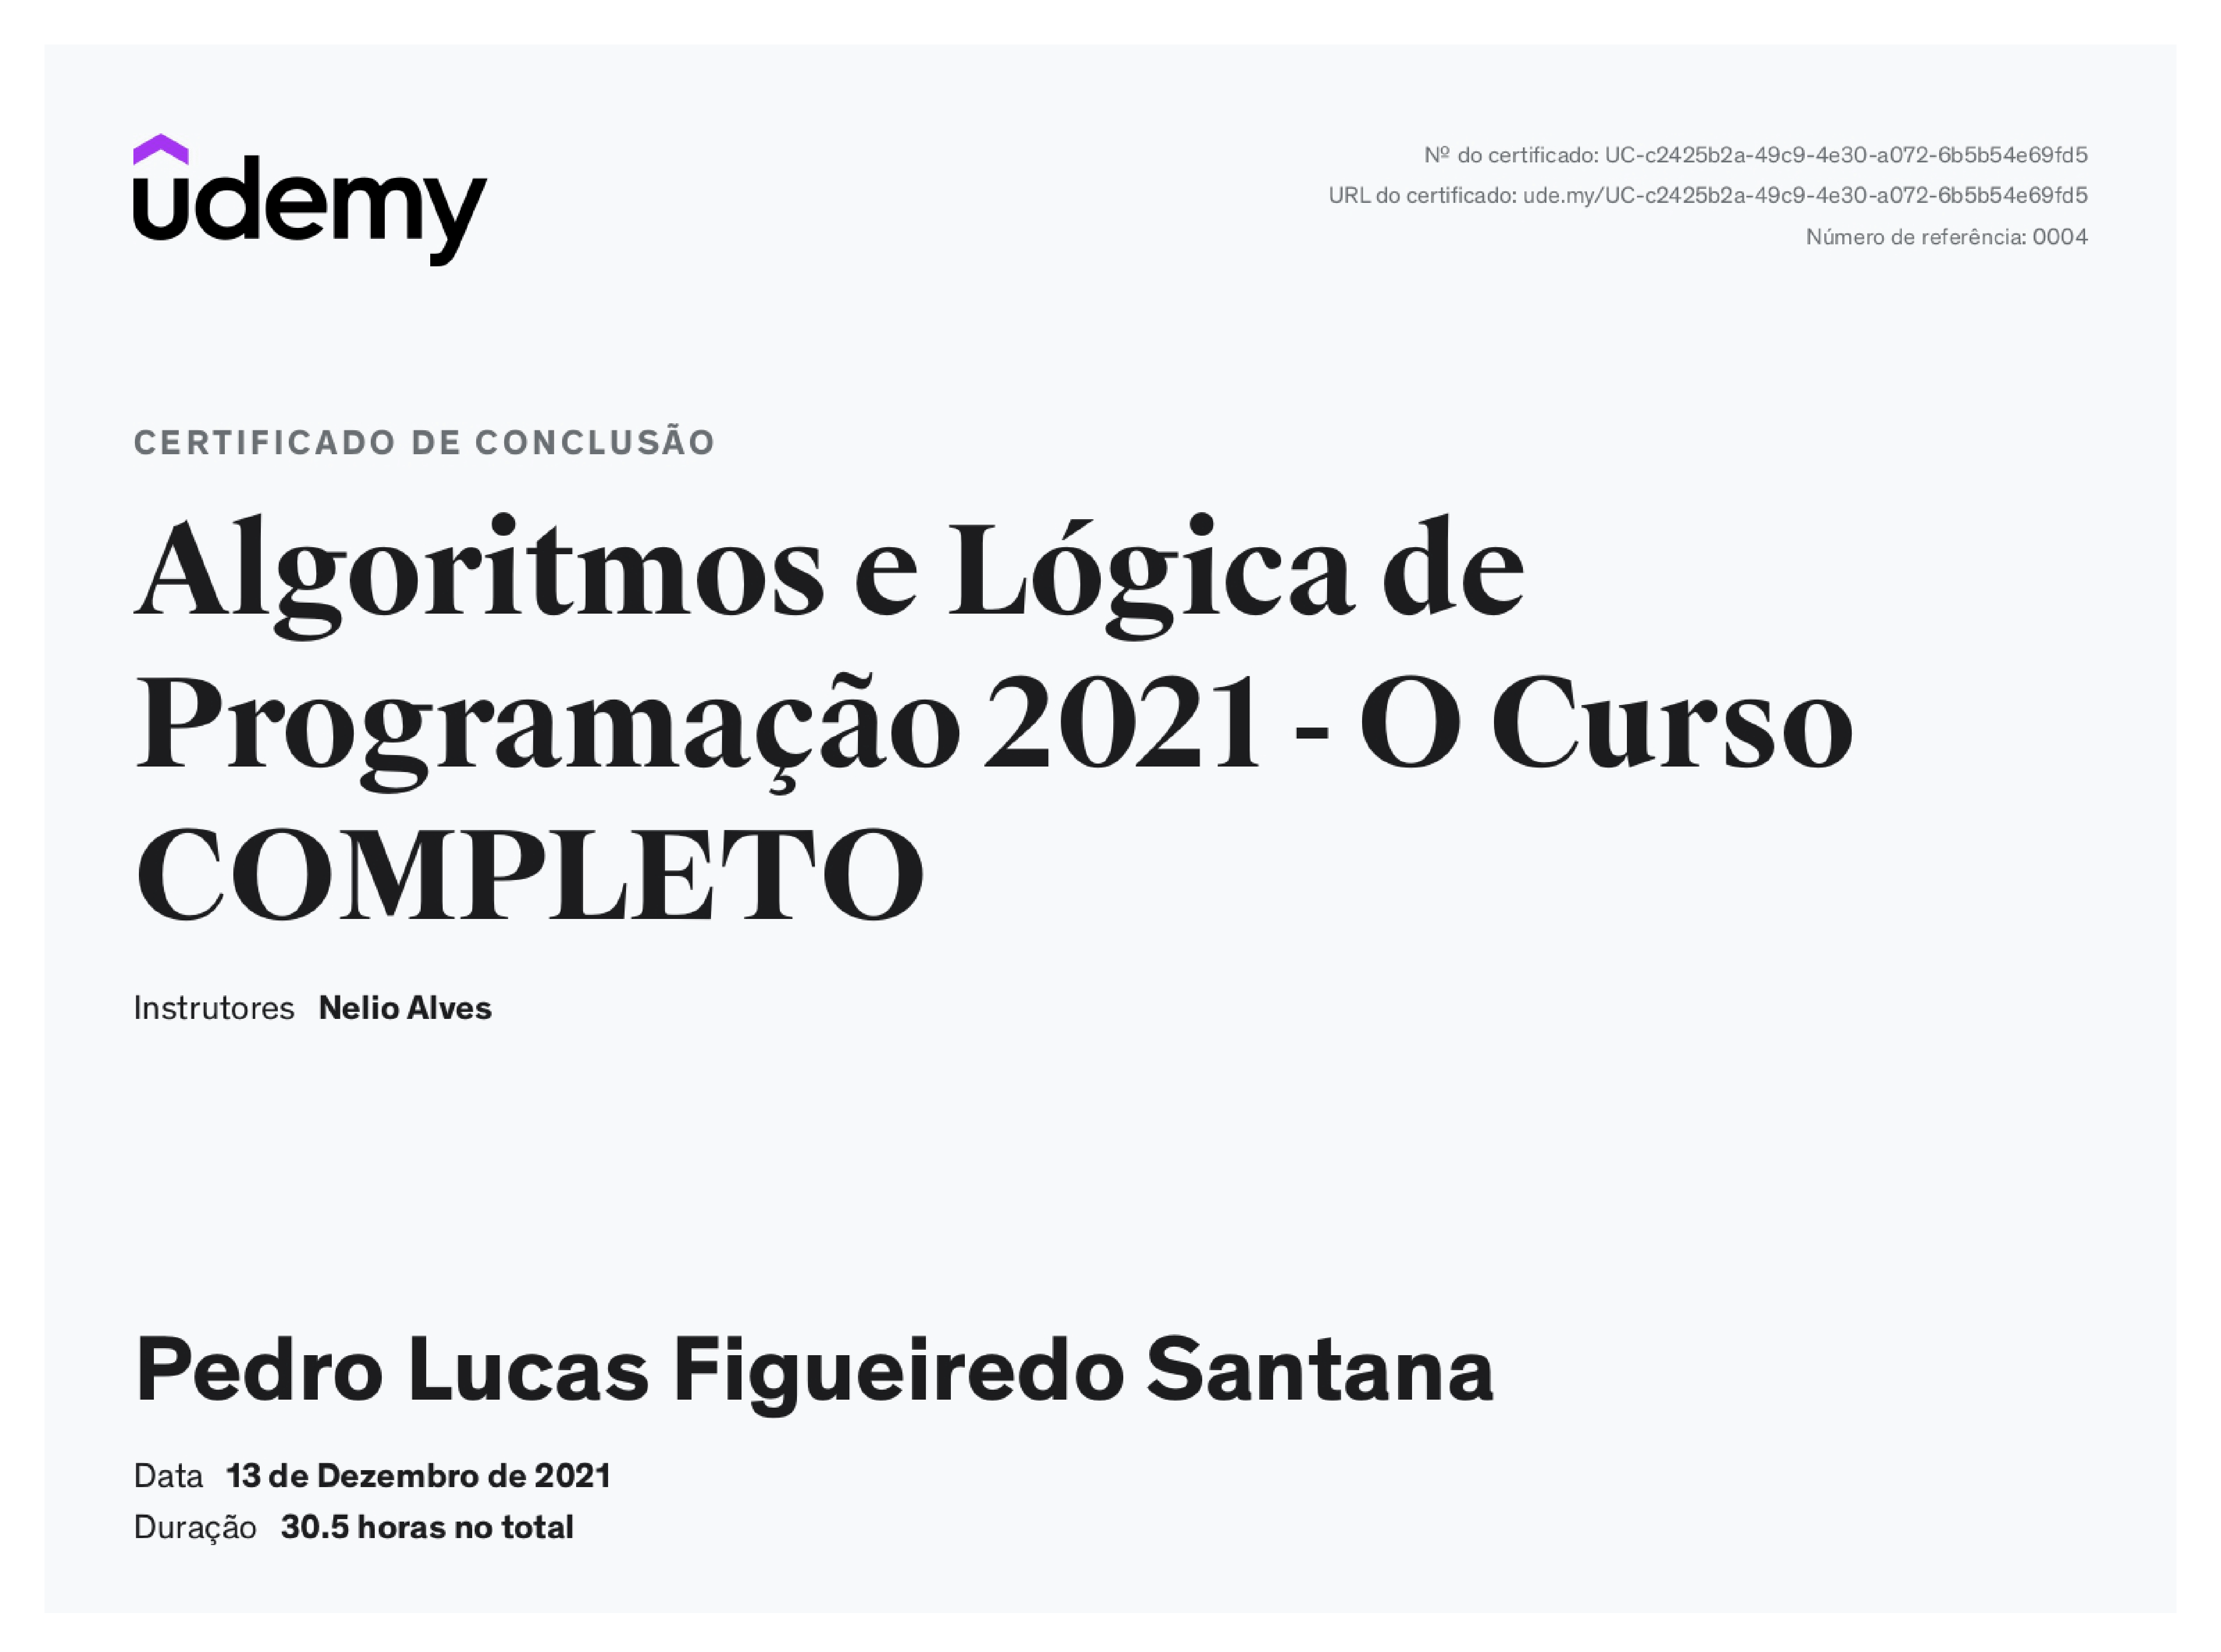 udemy
Nº do certificado: UC-c2425b2a-49c9-4e30-a072-6b5b54e69fd5
URL do certificado: ude.my/UC-c2425b2a-49c9-4e30-a072-6b5b54e69fd5
Número de referência: 0004
CERTIFICADO DE CONCLUSÃO
Algoritmos e Lógica de
Programação 2021 - O Curso
COMPLETO
Instrutores Nelio Alves
Pedro Lucas Figueiredo Santana
Data 13 de Dezembro de 2021
Duração 30.5 horas no total